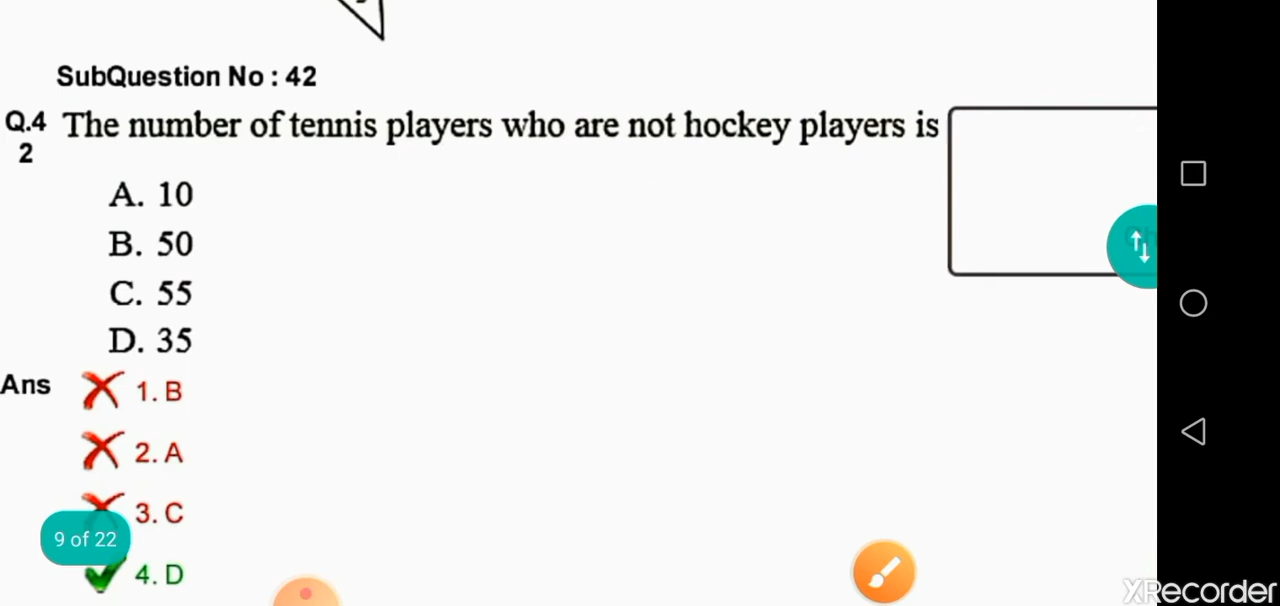 SubQuestion No : 42
Q.4 The number of tennis players who are not hockey players is
2
A. 10
B. 50
C. 55
D. 35
Ans 1. B
2. A
3. C
9 of 22
4. D
XRecorder